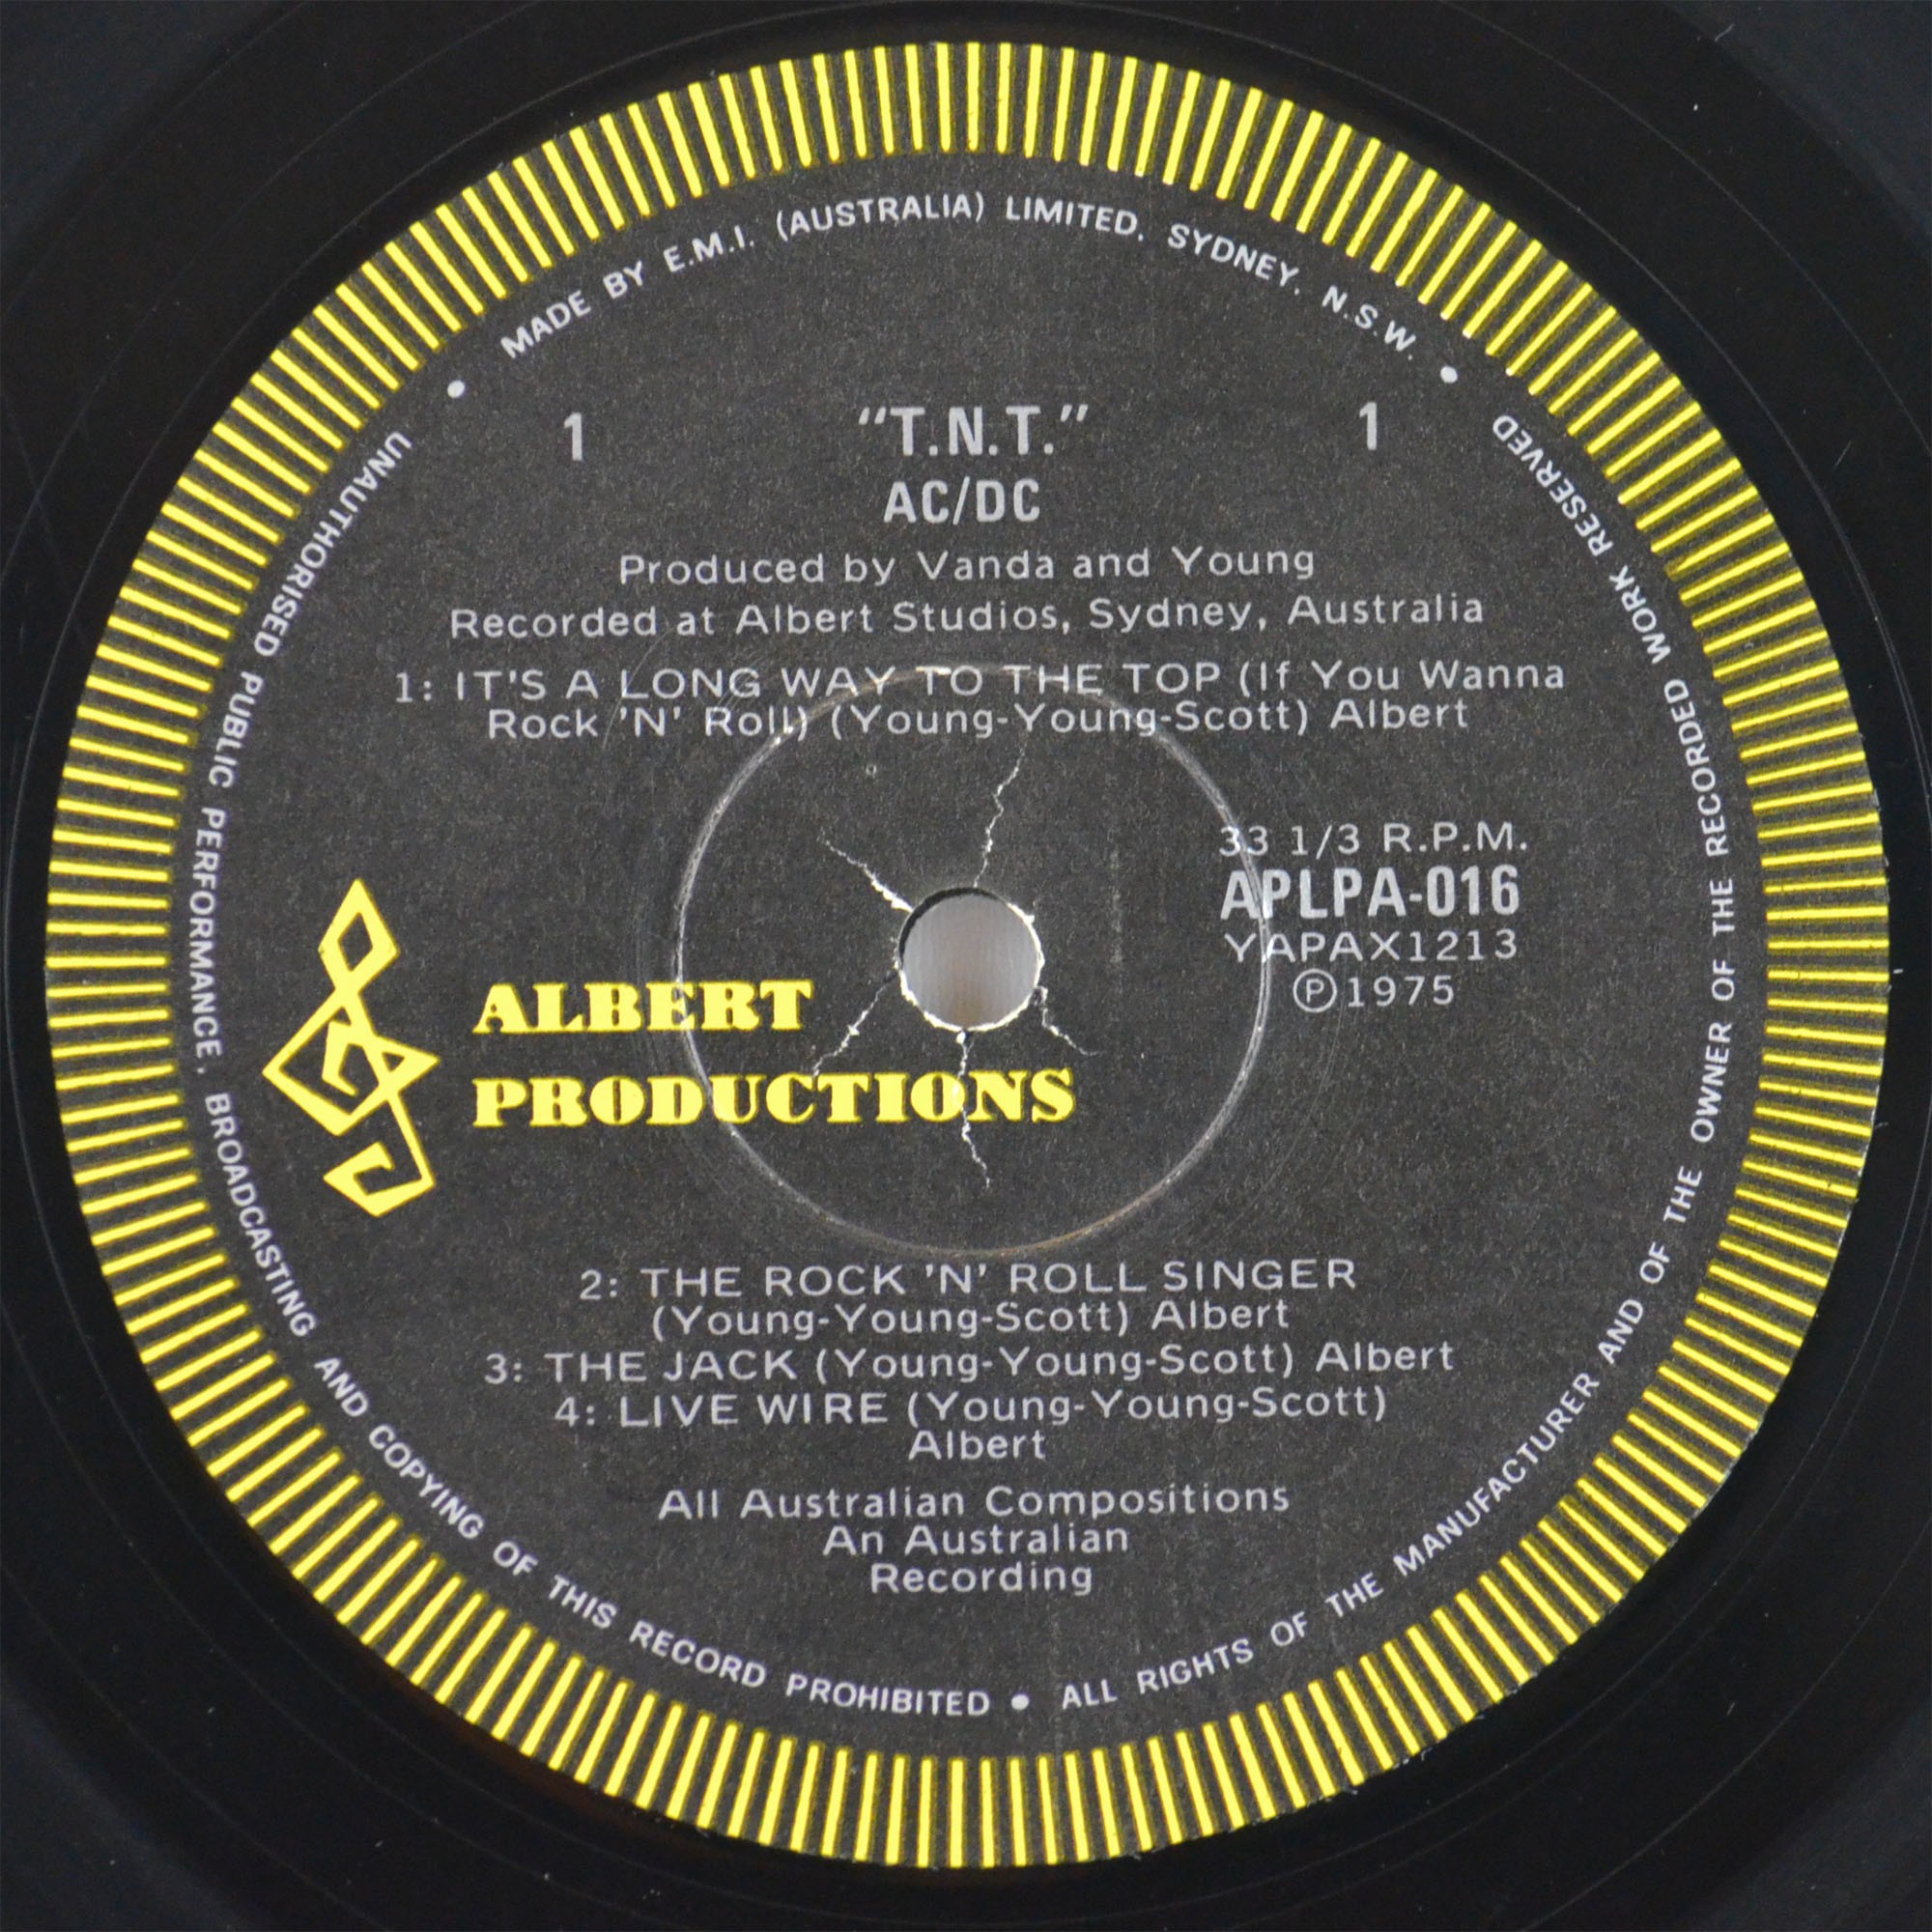 MADE BY E.M.I. (AUSTRALIA) LIMITED. SYDNEY. N.S.W.
1 "T.N.T." 1
AC/DC
Produced by Vanda and Young
Recorded at Albert Studios, Sydney, Australia
1: IT'S A LONG WAY TO THE TOP (If You Wanna
Rock 'N' Roll) (Young-Young-Scott) Albert
33 1/3 R.P.M.
APLPA-016
YAPAX1213
Ⓟ1975
ALBERT
PRODUCTIONS
2: THE ROCK 'N' ROLL SINGER
(Young-Young-Scott) Albert
3: THE JACK (Young-Young-Scott) Albert
4: LIVE WIRE (Young-Young-Scott)
Albert
All Australian Compositions
An Australian
Recording
UNAUTHORISED PUBLIC PERFORMANCE, BROADCASTING AND COPYING OF THIS RECORD PROHIBITED • ALL RIGHTS OF THE MANUFACTURER AND OF THE OWNER OF THE RECORDED WORK RESERVED